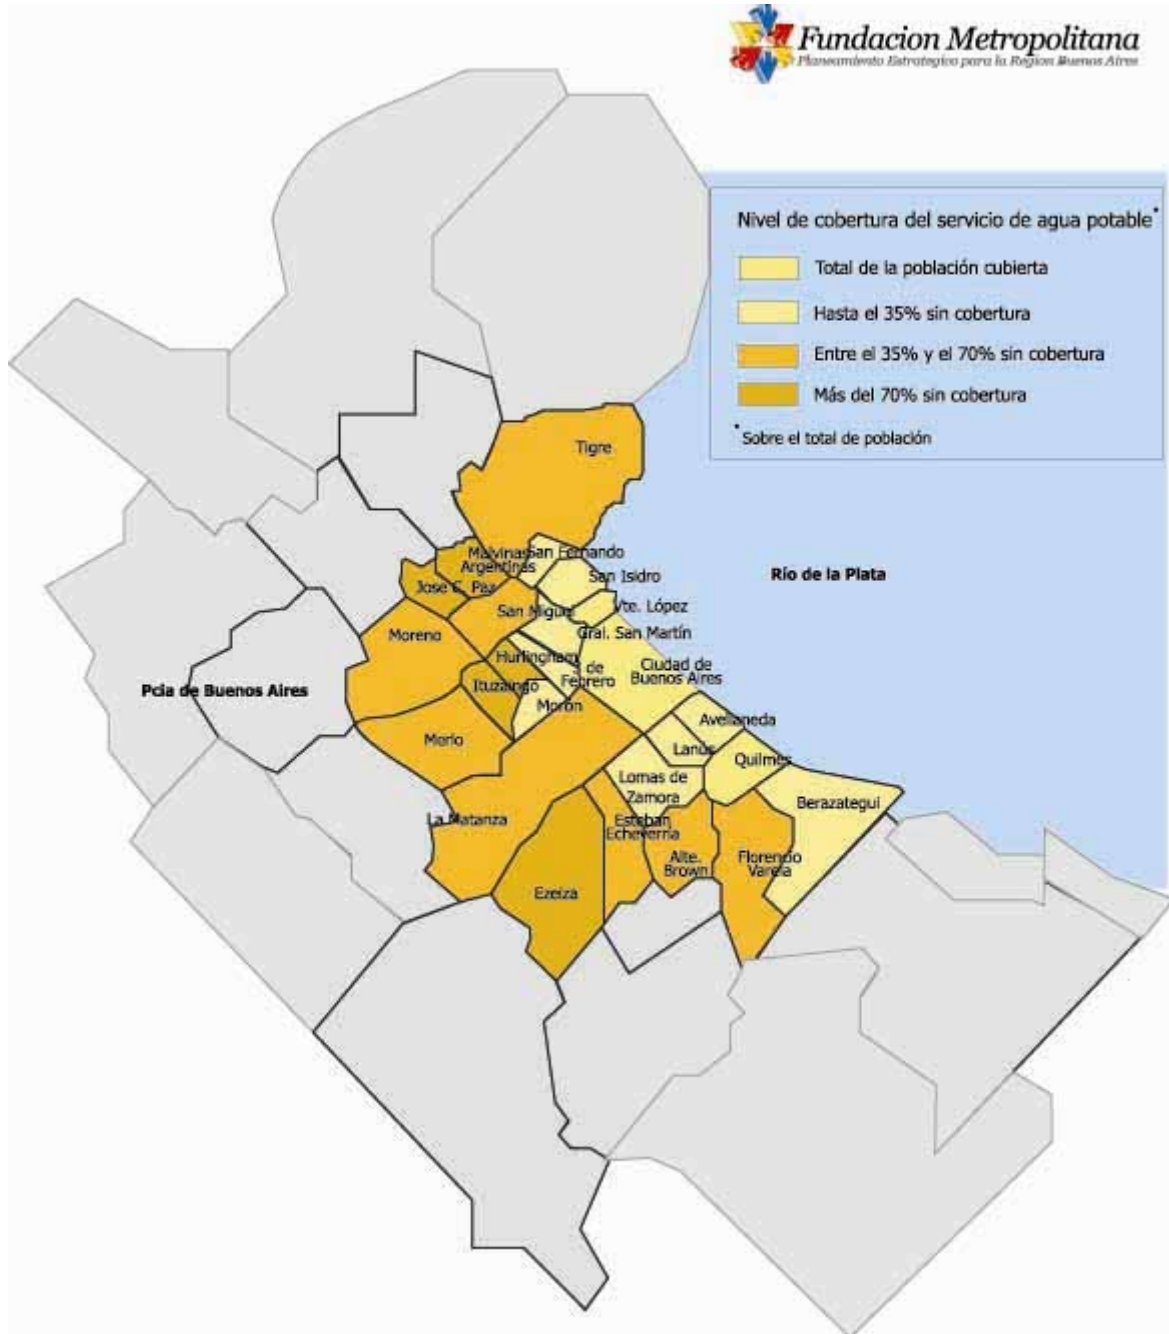 Fundacion Metropolitana
Planeamiento Estrategico para la Region Buenos Aires
Nivel de cobertura del servicio de agua potable*
Total de la población cubierta
Hasta el 35% sin cobertura
Entre el 35% y el 70% sin cobertura
Más del 70% sin cobertura
*Sobre el total de población
Tigre
Malvinas
Argentinas
San Fernando
San Isidro
Jose C. Paz
Río de la Plata
San Miguel
Vte. López
Moreno
Gral. San Martín
Hurlingham
3 de
Febrero
Ciudad de
Buenos Aires
Ituzaingo
Pcia de Buenos Aires
Morón
Avellaneda
Merlo
Lanús
Quilmes
Lomas de
Zamora
Berazategui
La Matanza
Esteban
Echeverria
Alte.
Brown
Florencio
Varela
Ezeiza